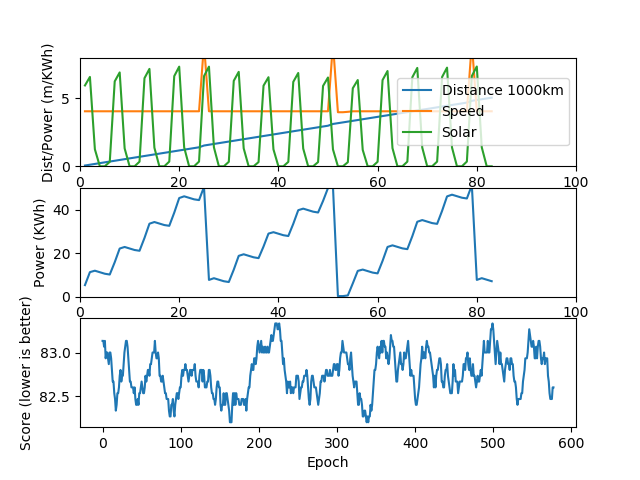 Dist/Power (m/KWh)
5
0
Distance 1000km
Speed
Solar
0 20 40 60 80 100
Power (KWh)
40
20
0
0 20 40 60 80 100
Score (lower is better)
83.0
82.5
0 100 200 300 400 500 600
Epoch